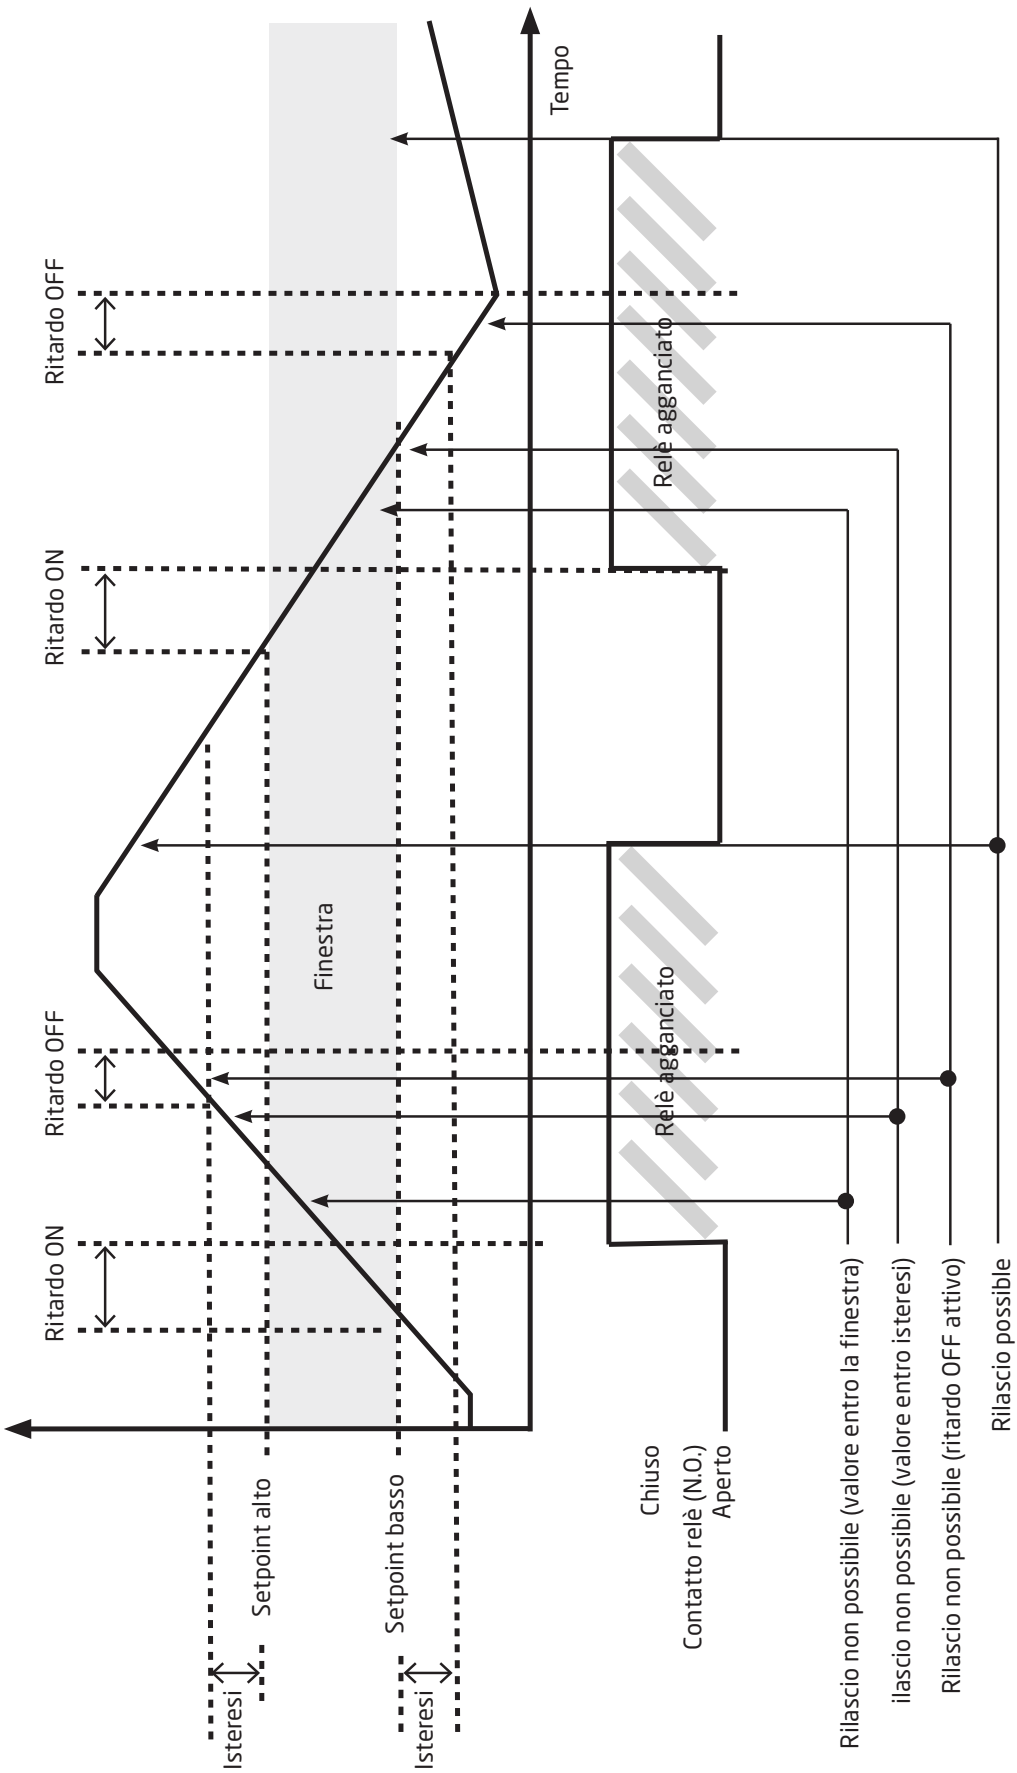 Ritardo ON
Ritardo OFF
Ritardo ON
Ritardo OFF
Isteresi
Setpoint alto
Finestra
Isteresi
Setpoint basso
Tempo
Chiuso
Contatto relè (N.O.)
Aperto
Relè agganciato
Relè agganciato
Rilascio non possibile (valore entro la finestra)
ilascio non possibile (valore entro isteresi)
Rilascio non possibile (ritardo OFF attivo)
Rilascio possible